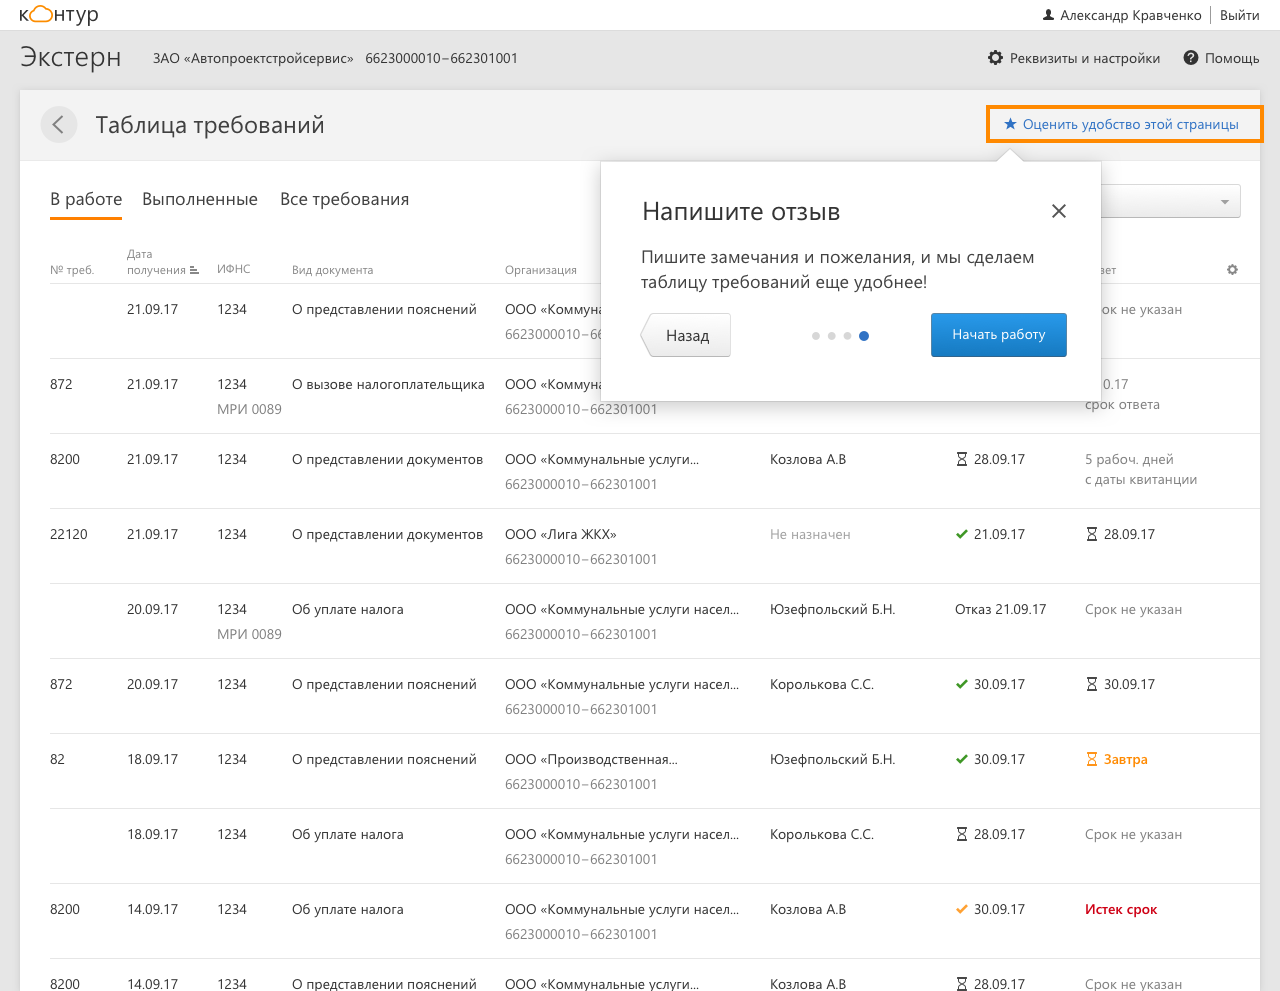 контур
Александр Кравченко
Выйти
Экстерн
ЗАО «Автопроектстройсервис» 6623000010–662301001
Реквизиты и настройки
Помощь
Таблица требований
Оценить удобство этой страницы
В работе Выполненные Все требования
Напишите отзыв
Пишите замечания и пожелания, и мы сделаем
таблицу требований еще удобнее!
Назад
Начать работу
№ треб. Дата получения ИФНС Вид документа Организация
21.09.17 1234 О представлении пояснений ООО «Коммуна не указан
6623000010–66
872 21.09.17 1234 О вызове налогоплательщика ООО «Коммуна 0.17
МРИ 0089 6623000010–662301001 срок ответа
8200 21.09.17 1234 О представлении документов ООО «Коммунальные услуги... Козлова А.В 28.09.17 5 рабоч. дней
6623000010–662301001 с даты квитанции
22120 21.09.17 1234 О представлении документов ООО «Лига ЖКХ» Не назначен 21.09.17 28.09.17
6623000010–662301001
20.09.17 1234 Об уплате налога ООО «Коммунальные услуги насел... Юзефпольский Б.Н. Отказ 21.09.17 Срок не указан
МРИ 0089 6623000010–662301001
872 20.09.17 1234 О представлении пояснений ООО «Коммунальные услуги насел... Королькова С.С. 30.09.17 30.09.17
6623000010–662301001
82 18.09.17 1234 О представлении пояснений ООО «Производственная... Юзефпольский Б.Н. 30.09.17 Завтра
6623000010–662301001
18.09.17 1234 Об уплате налога ООО «Коммунальные услуги насел... Королькова С.С. 28.09.17 Срок не указан
6623000010–662301001
8200 14.09.17 1234 Об уплате налога ООО «Коммунальные услуги насел... Козлова А.В 30.09.17 Истек срок
6623000010–662301001
8200 14.09.17 1234 О представлении пояснений ООО «Коммунальные услуги... Козлова А.В 28.09.17 Срок не указан